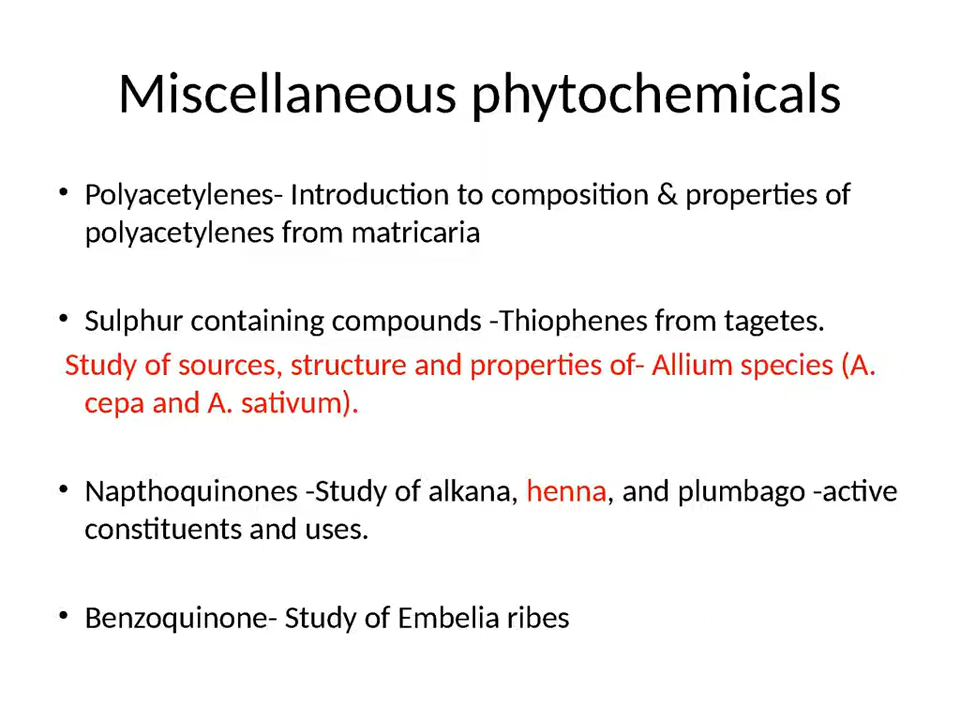 Miscellaneous phytochemicals
• Polyacetylenes- Introduction to composition & properties of
polyacetylenes from matricaria
• Sulphur containing compounds -Thiophenes from tagetes.
Study of sources, structure and properties of- Allium species (A.
cepa and A. sativum).
• Napthoquinones -Study of alkana, henna, and plumbago -active
constituents and uses.
• Benzoquinone- Study of Embelia ribes